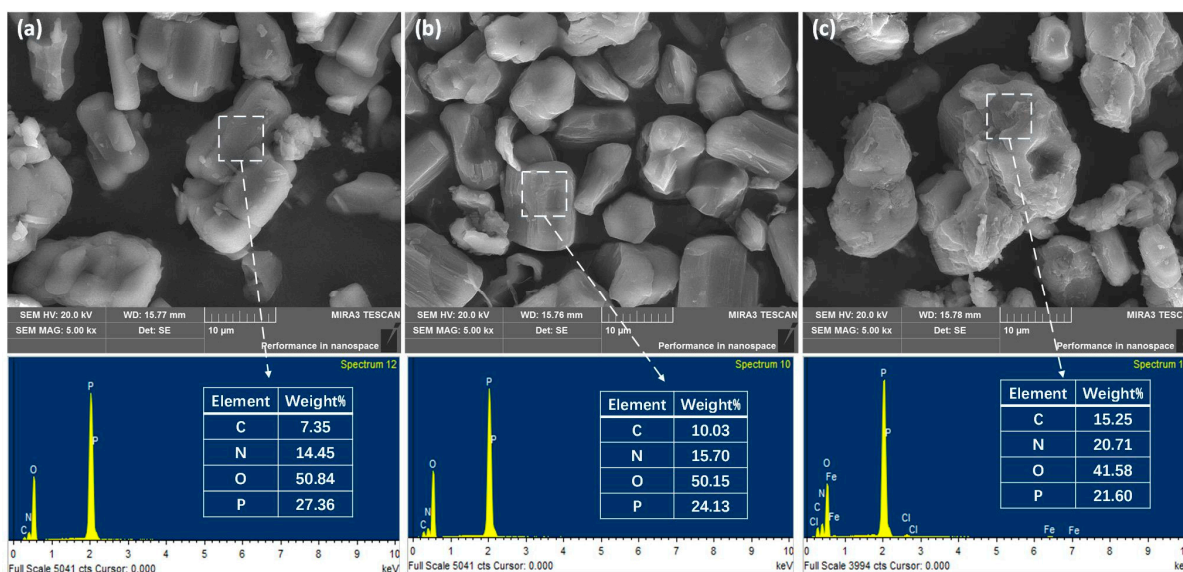 (a)
SEM HV: 20.0 kV WD: 15.77 mm MIRA3 TESCAN
SEM MAG: 5.00 kx Det: SE 10 µm
Performance in nanospace
(b)
SEM HV: 20.0 kV WD: 15.76 mm MIRA3 TESCAN
SEM MAG: 5.00 kx Det: SE 10 µm
Performance in nanospace
(c)
SEM HV: 20.0 kV WD: 15.78 mm MIRA3 TESCAN
SEM MAG: 5.00 kx Det: SE 10 µm
Performance in nanospace
Spectrum 12
P
P
O
N
C
Element Weight%
C 7.35
N 14.45
O 50.84
P 27.36
0 1 2 3 4 5 6 7 8 9 10
Full Scale 5041 cts Cursor: 0.000 keV
Spectrum 10
P
P
O
N
C
Element Weight%
C 10.03
N 15.70
O 50.15
P 24.13
0 1 2 3 4 5 6 7 8 9 10
Full Scale 5041 cts Cursor: 0.000 keV
Spectrum 1
P
P
O
Fe
N
C
Cl Fe
Cl
Cl
Fe Fe
Element Weight%
C 15.25
N 20.71
O 41.58
P 21.60
0 1 2 3 4 5 6 7 8 9 1
Full Scale 3994 cts Cursor: 0.000 keV